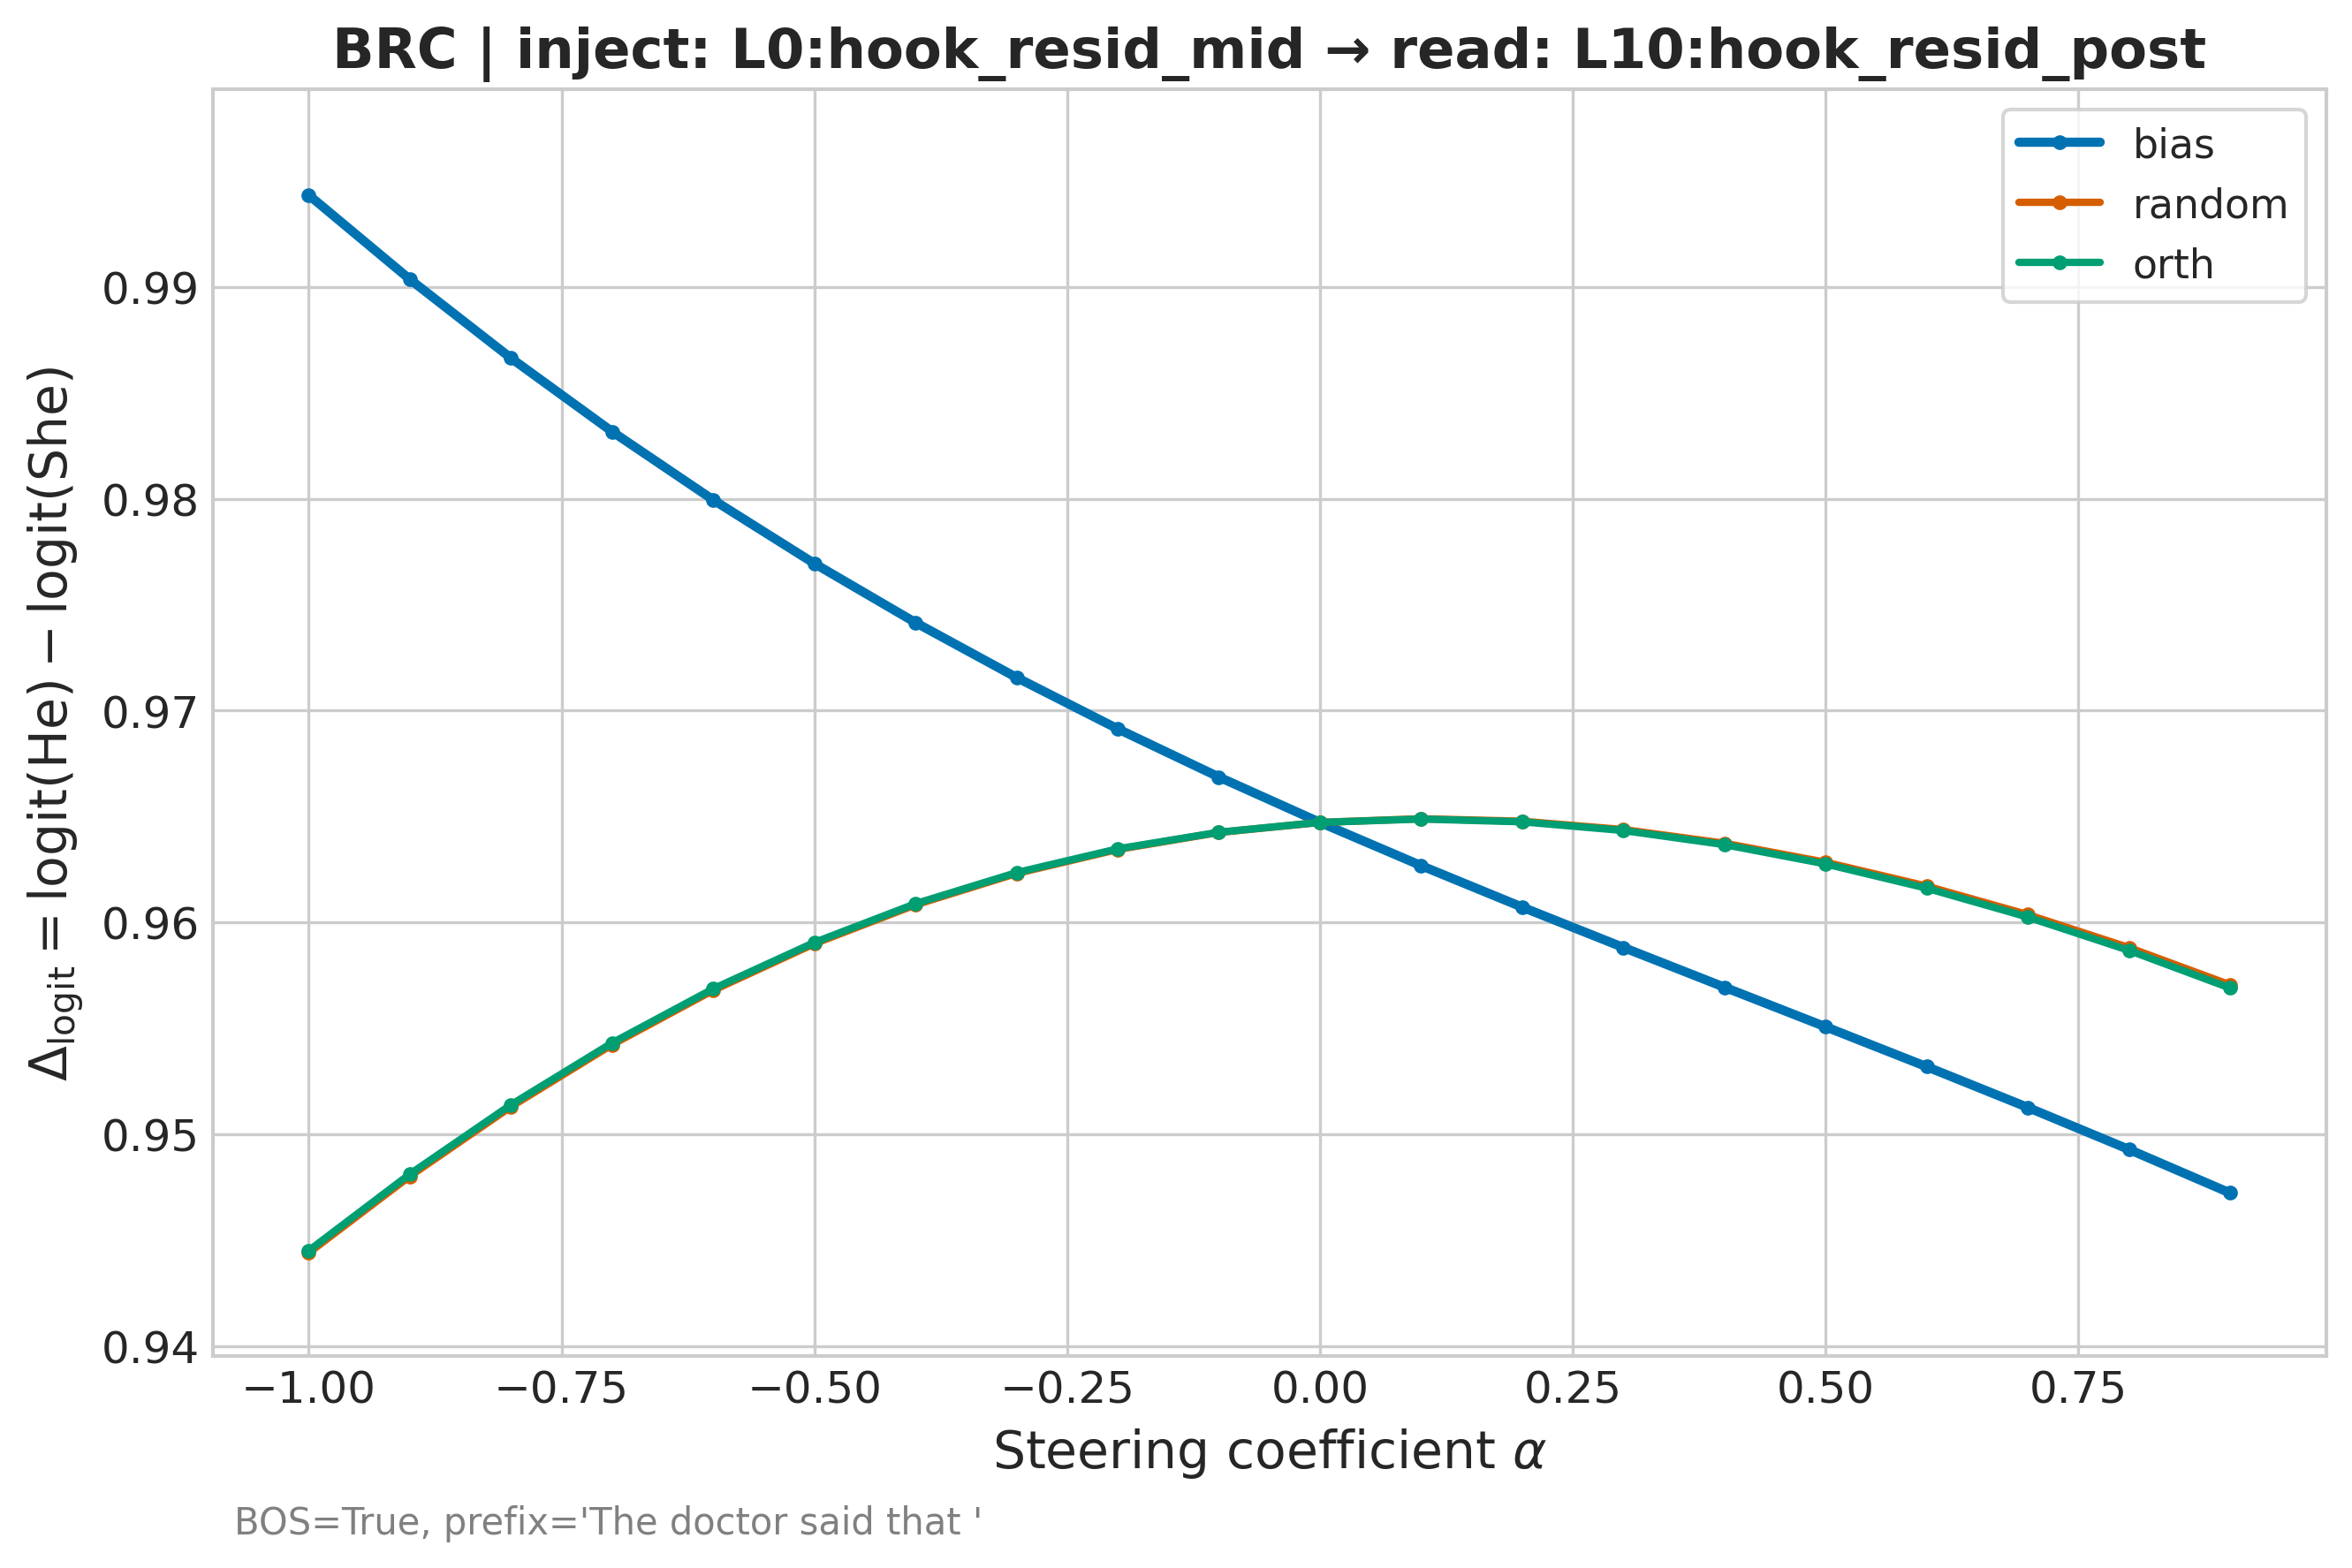 BRC | inject: L0:hook_resid_mid → read: L10:hook_resid_post
bias
random
orth
Δlogit = logit(He) − logit(She)
0.99
0.98
0.97
0.96
0.95
0.94
−1.00
−0.75
−0.50
−0.25
0.00
0.25
0.50
0.75
Steering coefficient α
BOS=True, prefix='The doctor said that '